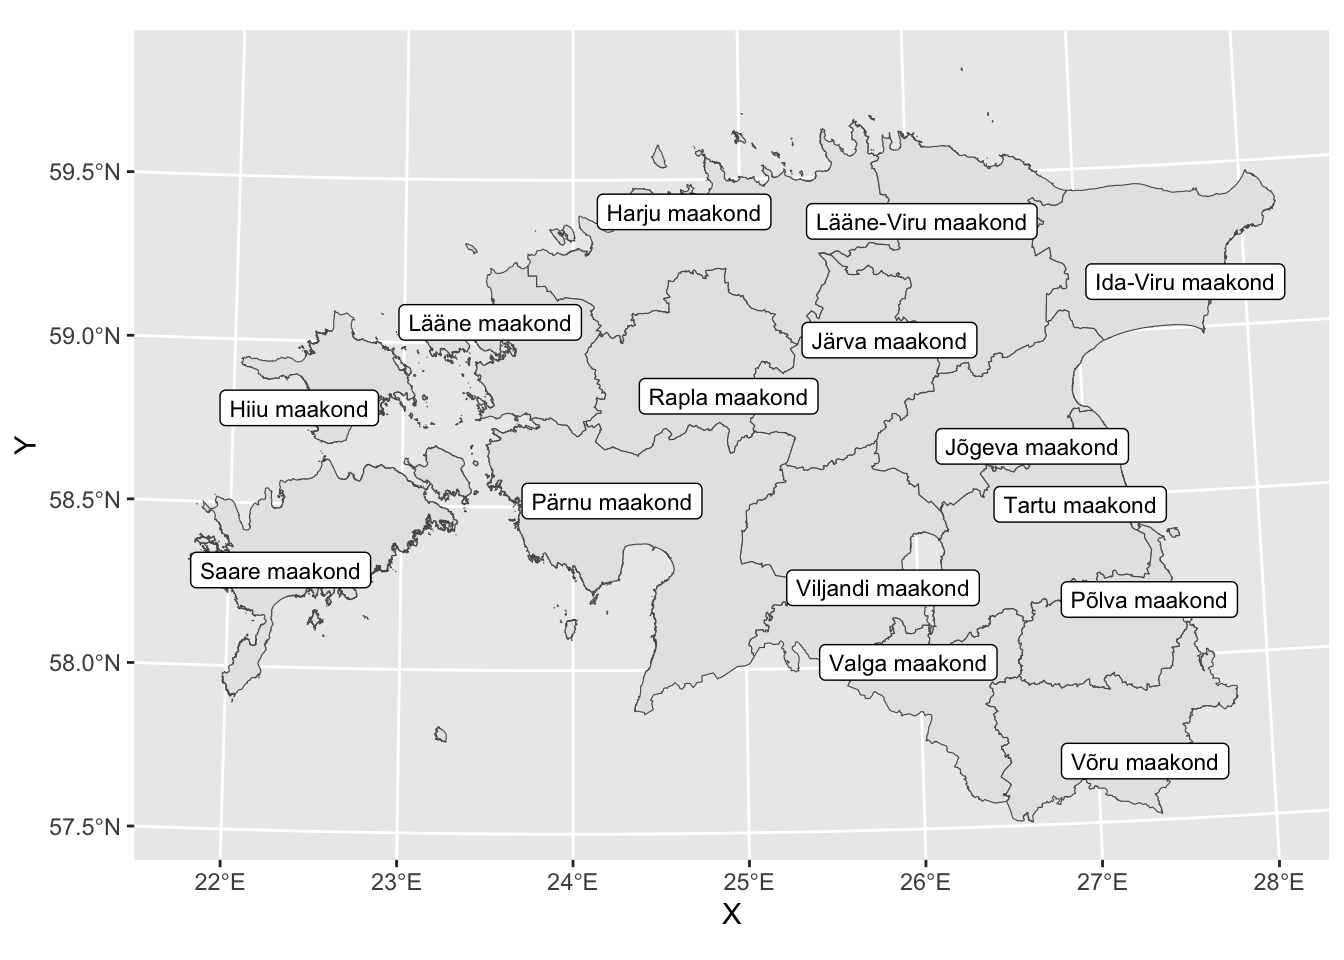 59.5°N
59.0°N
58.5°N
58.0°N
57.5°N
Y
Harju maakond
Lääne-Viru maakond
Ida-Viru maakond
Lääne maakond
Järva maakond
Rapla maakond
Hiiu maakond
Jõgeva maakond
Pärnu maakond
Tartu maakond
Saare maakond
Viljandi maakond
Põlva maakond
Valga maakond
Võru maakond
22°E
23°E
24°E
25°E
26°E
27°E
28°E
X